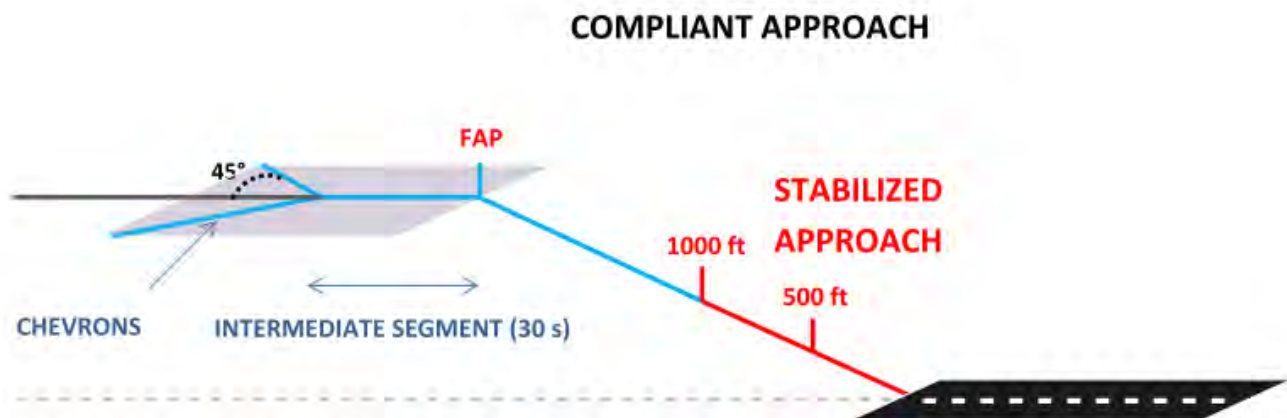 COMPLIANT APPROACH
FAP
45°
STABILIZED
APPROACH
1000 ft
500 ft
CHEVRONS
INTERMEDIATE SEGMENT (30 s)